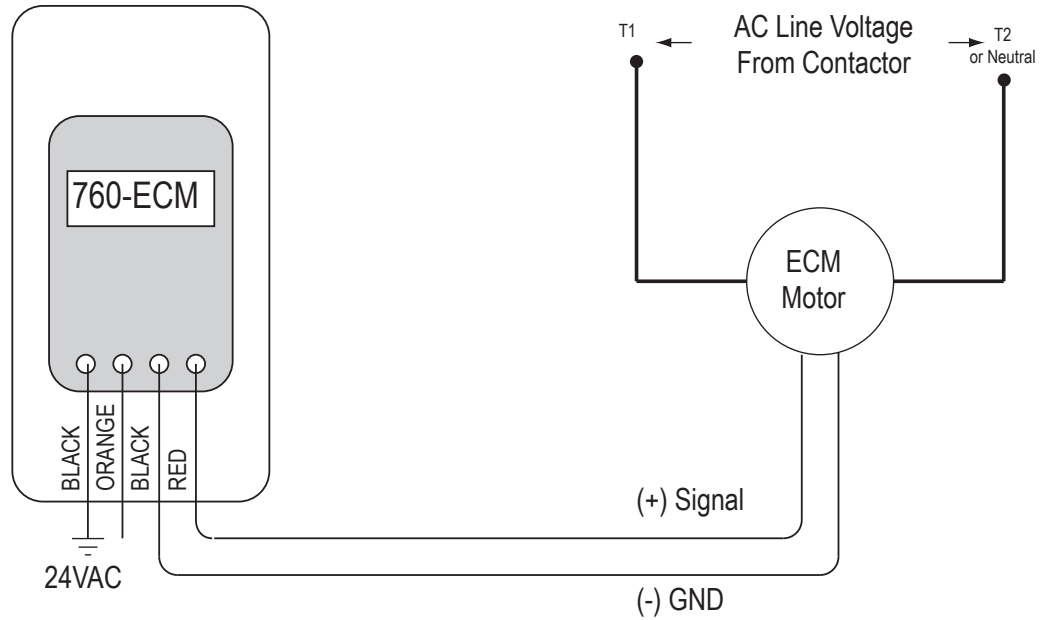 T1
AC Line Voltage
From Contactor
T2
or Neutral
760-ECM
ECM
Motor
BLACK
ORANGE
BLACK
RED
(+) Signal
24VAC
(-) GND